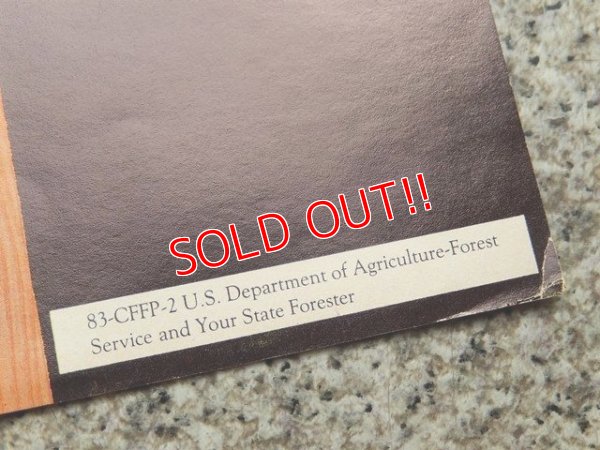 SOLD OUT!!
83-CFFP-2 U.S. Department of Agriculture-Forest
Service and Your State Forester